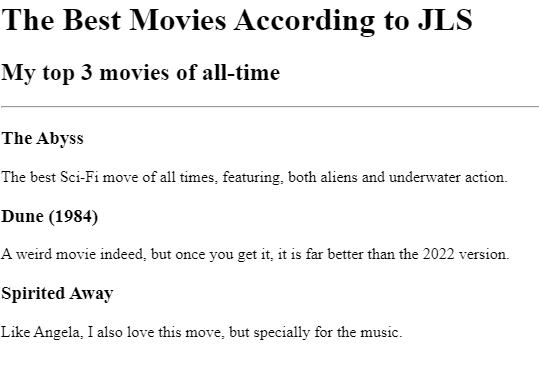 The Best Movies According to JLS
My top 3 movies of all-time
The Abyss
The best Sci-Fi move of all times, featuring, both aliens and underwater action.
Dune (1984)
A weird movie indeed, but once you get it, it is far better than the 2022 version.
Spirited Away
Like Angela, I also love this move, but specially for the music.